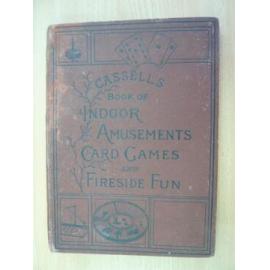 CASSELL'S
BOOK OF
INDOOR
AMUSEMENTS
CARD GAMES
AND
FIRESIDE FUN